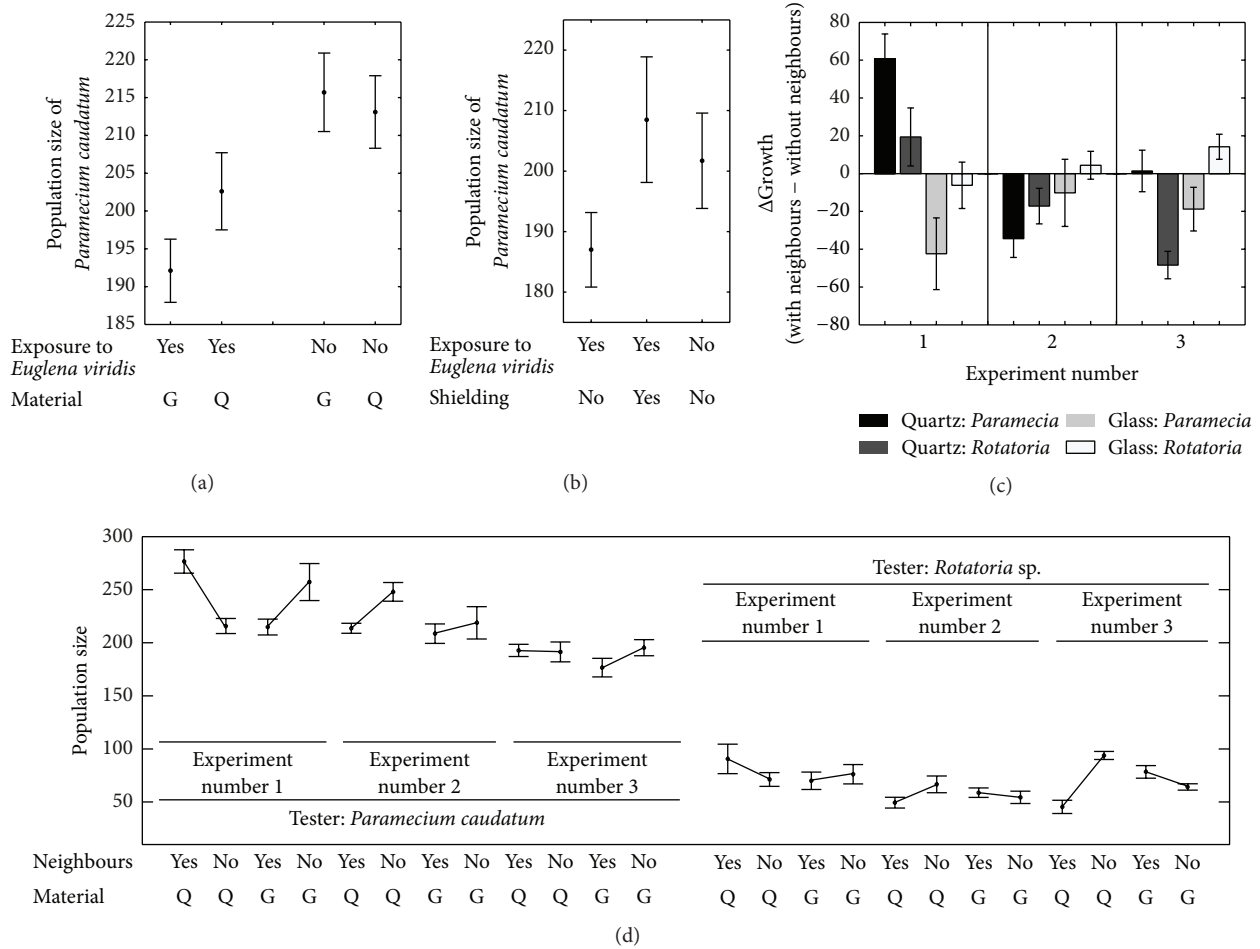 225
220
215
210
205
200
195
190
185
Population size of
Paramecium caudatum
Exposure to
Euglena viridis
Yes Yes No No
Material G Q G Q
(a)
220
210
200
190
180
Population size of
Paramecium caudatum
Exposure to
Euglena viridis
Yes Yes No
Shielding No Yes No
(b)
80
60
40
20
0
−20
−40
−60
−80
ΔGrowth
(with neighbours − without neighbours)
1 2 3
Experiment number
Quartz: Paramecia Glass: Paramecia
Quartz: Rotatoria Glass: Rotatoria
(c)
300
250
200
150
100
50
Population size
Tester: Rotatoria sp.
Experiment
number 1
Experiment
number 2
Experiment
number 3
Experiment
number 1
Experiment
number 2
Experiment
number 3
Tester: Paramecium caudatum
Neighbours Yes No Yes No Yes No Yes No Yes No Yes No Yes No Yes No Yes No Yes No Yes No Yes No
Material Q Q G G Q Q G G Q Q G G Q Q G G Q Q G G Q Q G G
(d)